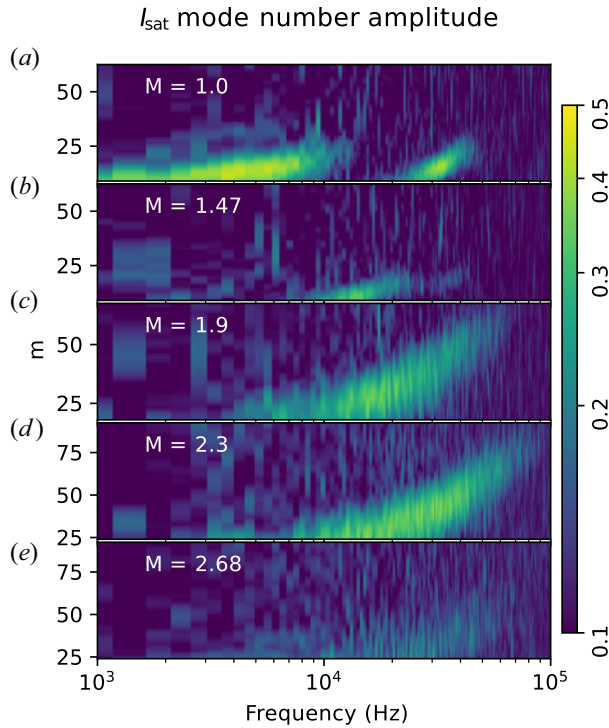 I_sat mode number amplitude
(a)
M = 1.0
50
25
(b)
M = 1.47
50
25
(c)
M = 1.9
50
25
m
(d)
M = 2.3
75
50
25
(e)
M = 2.68
75
50
25
10^3
10^4
10^5
Frequency (Hz)
0.5
0.4
0.3
0.2
0.1